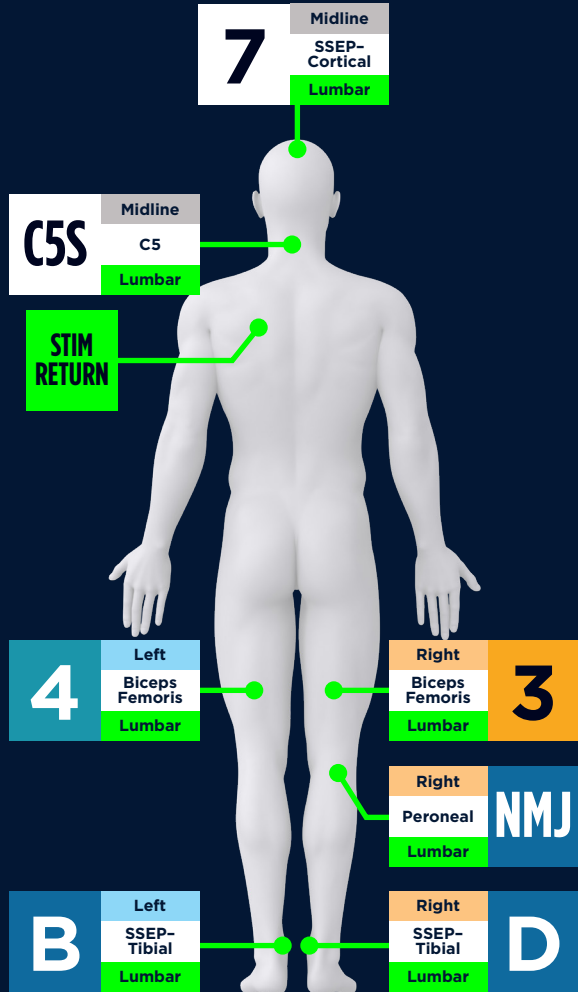 7
Midline
SSEP–
Cortical
Lumbar
C5S
Midline
C5
Lumbar
STIM
RETURN
4
Left
Biceps
Femoris
Lumbar
Right
Biceps
Femoris
Lumbar
3
Right
Peroneal
Lumbar
NMJ
B
Left
SSEP–
Tibial
Lumbar
Right
SSEP–
Tibial
Lumbar
D